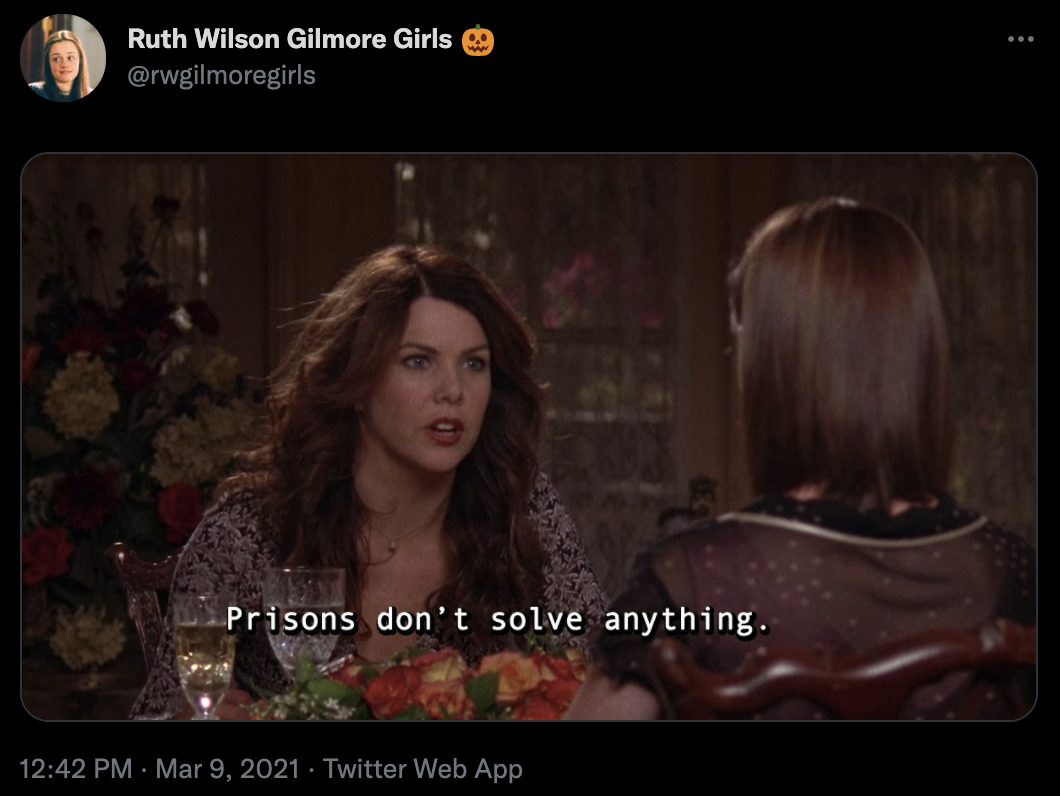 Ruth Wilson Gilmore Girls 🎃
@rwgilmoregirls
Prisons don’t solve anything.
12:42 PM · Mar 9, 2021 · Twitter Web App